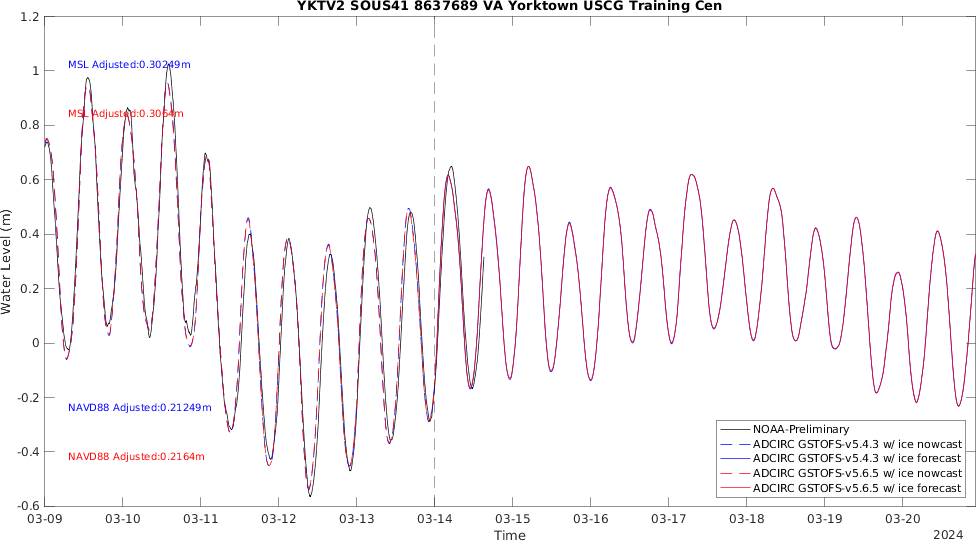 YKTV2 SOUS41 8637689 VA Yorktown USCG Training Cen
1.2
1
0.8
0.6
0.4
0.2
0
-0.2
-0.4
-0.6
Water Level (m)
MSL Adjusted:0.30249m
MSL Adjusted:0.3064m
NAVD88 Adjusted:0.21249m
NAVD88 Adjusted:0.2164m
NOAA-Preliminary
ADCIRC GSTOFS-v5.4.3 w/ ice nowcast
ADCIRC GSTOFS-v5.4.3 w/ ice forecast
ADCIRC GSTOFS-v5.6.5 w/ ice nowcast
ADCIRC GSTOFS-v5.6.5 w/ ice forecast
03-09 03-10 03-11 03-12 03-13 03-14 03-15 03-16 03-17 03-18 03-19 03-20
Time
2024